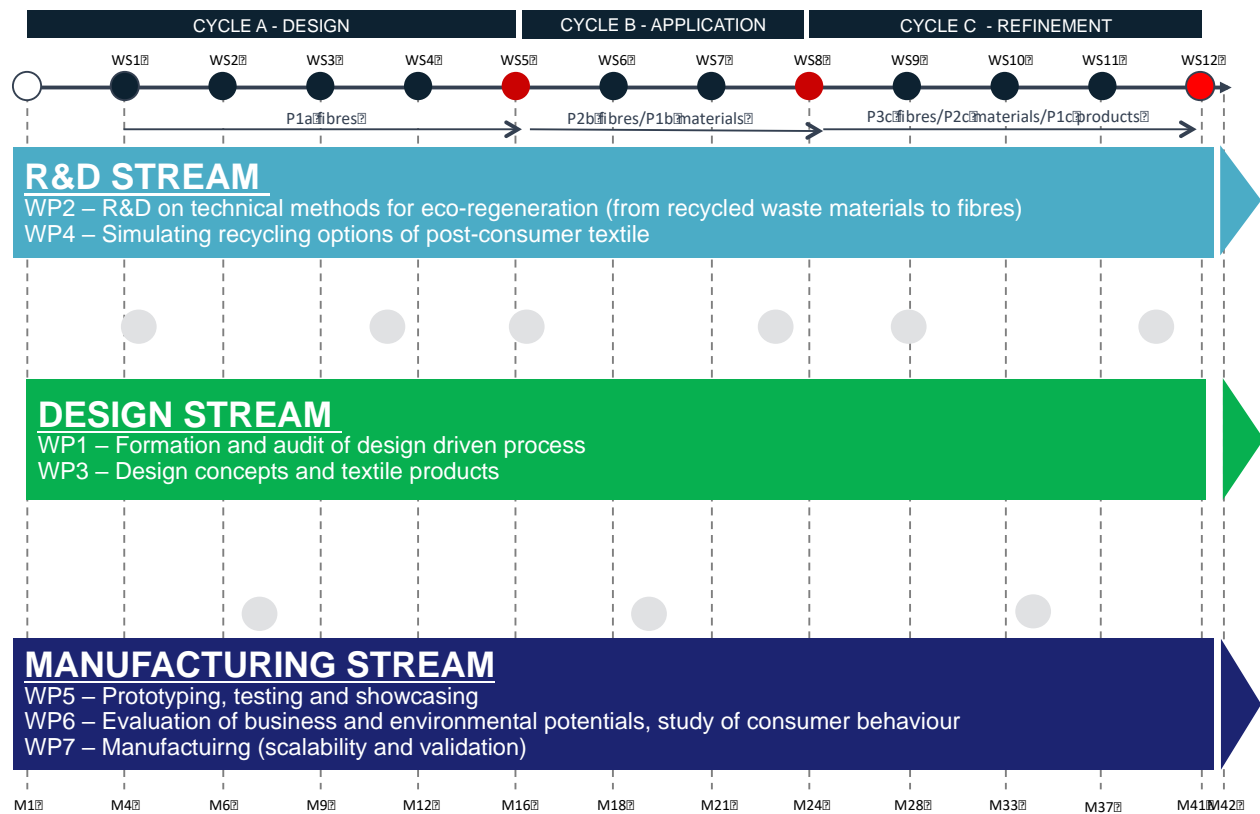 CYCLE A - DESIGN
CYCLE B - APPLICATION
CYCLE C - REFINEMENT
WS1
WS2
WS3
WS4
WS5
WS6
WS7
WS8
WS9
WS10
WS11
WS12
P1a fibres
P2b fibres/P1b materials
P3c fibres/P2c materials/P1c products
R&D STREAM
WP2 – R&D on technical methods for eco-regeneration (from recycled waste materials to fibres)
WP4 – Simulating recycling options of post-consumer textile
DESIGN STREAM
WP1 – Formation and audit of design driven process
WP3 – Design concepts and textile products
MANUFACTURING STREAM
WP5 – Prototyping, testing and showcasing
WP6 – Evaluation of business and environmental potentials, study of consumer behaviour
WP7 – Manufactuirng (scalability and validation)
M1
M4
M6
M9
M12
M16
M18
M21
M24
M28
M33
M37
M41
M42